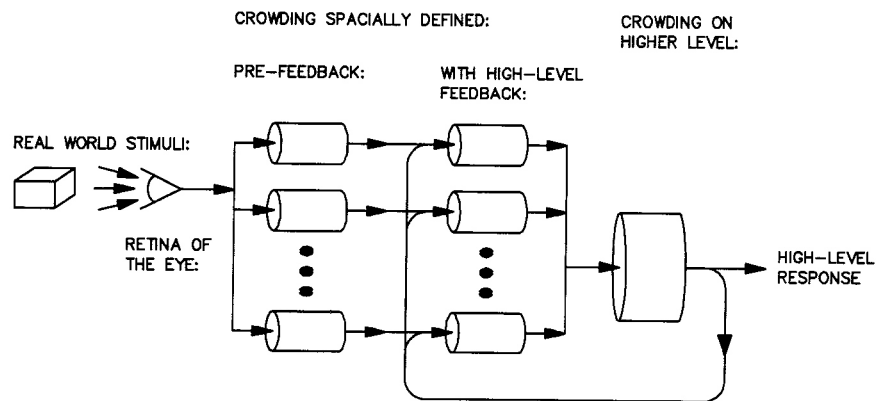 CROWDING SPACIALLY DEFINED:
CROWDING ON
HIGHER LEVEL:
PRE-FEEDBACK:
WITH HIGH-LEVEL
FEEDBACK:
REAL WORLD STIMULI:
RETINA OF
THE EYE:
HIGH-LEVEL
RESPONSE